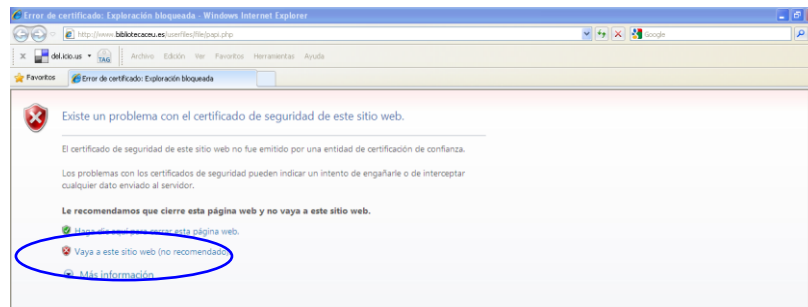 Error de certificado: Exploración bloqueada - Windows Internet Explorer
http://www.bibliotecaceu.es/userfiles/file/papi.php
Google
x del.icio.us TAG Archivo Edición Ver Favoritos Herramientas Ayuda
Favoritos Error de certificado: Exploración bloqueada
Existe un problema con el certificado de seguridad de este sitio web.
El certificado de seguridad de este sitio web no fue emitido por una entidad de certificación de confianza.
Los problemas con los certificados de seguridad pueden indicar un intento de engañarle o de interceptar
cualquier dato enviado al servidor.
Le recomendamos que cierre esta página web y no vaya a este sitio web.
Haga clic aquí para cerrar esta página web.
Vaya a este sitio web (no recomendado).
Más información